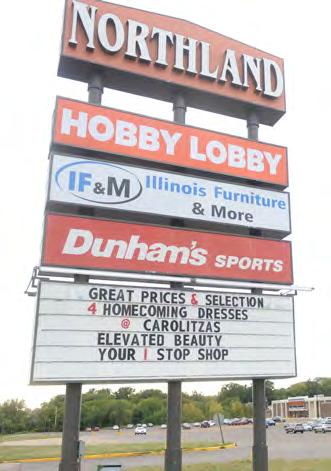 NORTHLAND
HOBBY LOBBY
IF&M Illinois Furniture
& More
Dunham's SPORTS
GREAT PRICES & SELECTION
4 HOMECOMING DRESSES
@ CAROLITZAS
ELEVATED BEAUTY
YOUR 1 STOP SHOP